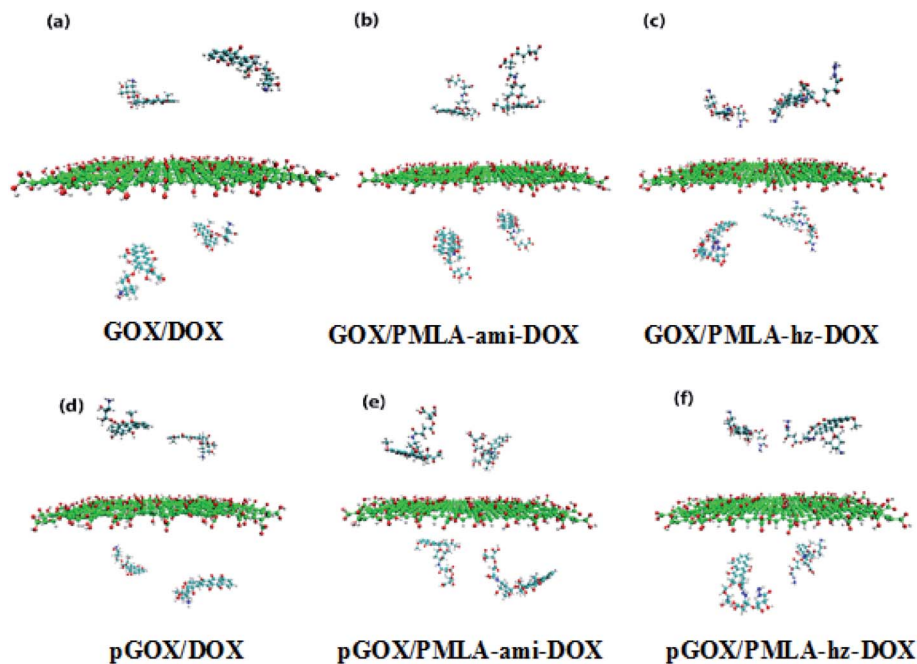 (a)
(b)
(c)
GOX/DOX
GOX/PMLA-ami-DOX
GOX/PMLA-hz-DOX
(d)
(e)
(f)
pGOX/DOX
pGOX/PMLA-ami-DOX
pGOX/PMLA-hz-DOX